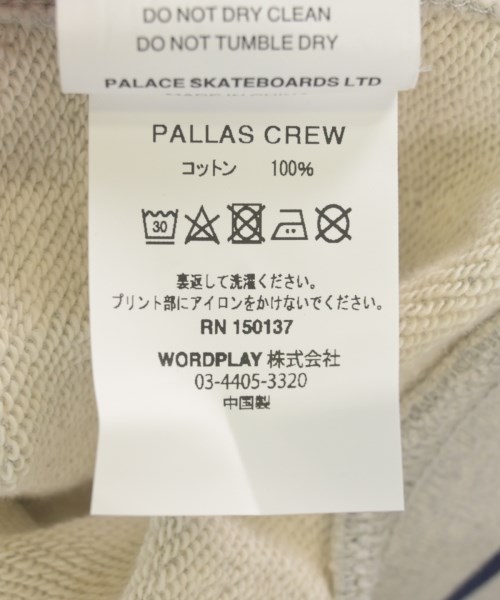 DO NOT DRY CLEAN
DO NOT TUMBLE DRY
PALACE SKATEBOARDS LTD
PALLAS CREW
コットン 100%
30
裏返して洗濯ください。
プリント部にアイロンをかけないでください。
RN 150137
WORDPLAY 株式会社
03-4405-3320
中国製